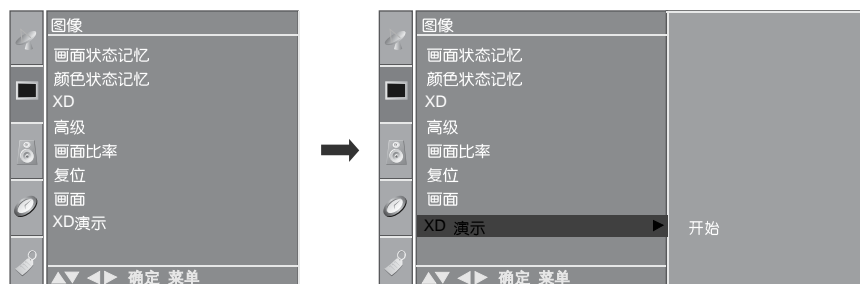 图像
画面状态记忆
颜色状态记忆
XD
高级
画面比率
复位
画面
XD演示
▲▼ ◀▶ 确定 菜单
图像
画面状态记忆
颜色状态记忆
XD
高级
画面比率
复位
画面
XD 演示 ▶
开始
▲▼ ◀▶ 确定 菜单